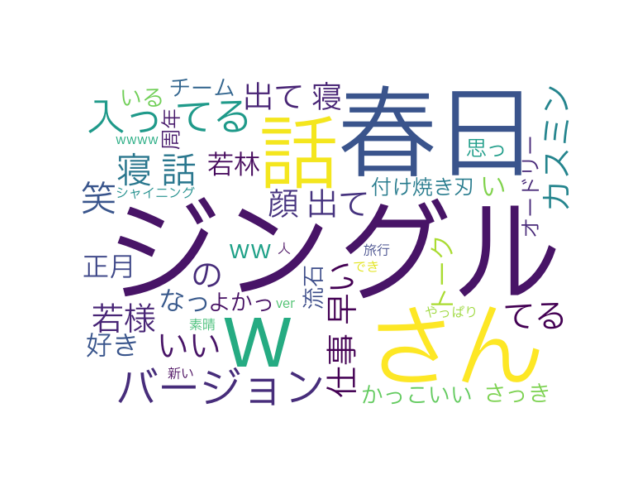 チーム
いる
入ってる
wwww
周年
出て
寝
話
春日
思っ
カスミン
寝
話
若林
シャイニング
付け焼き刃
い
オードリー
笑
顔
出て
ジングル
正月
の
ww
人
旅行
でき
トーク
流石
早い
なっ
よかっ
ver
若様
素晴
w
さん
やっぱり
てる
好き
いい
仕事
新い
バージョン
かっこいい
さっき